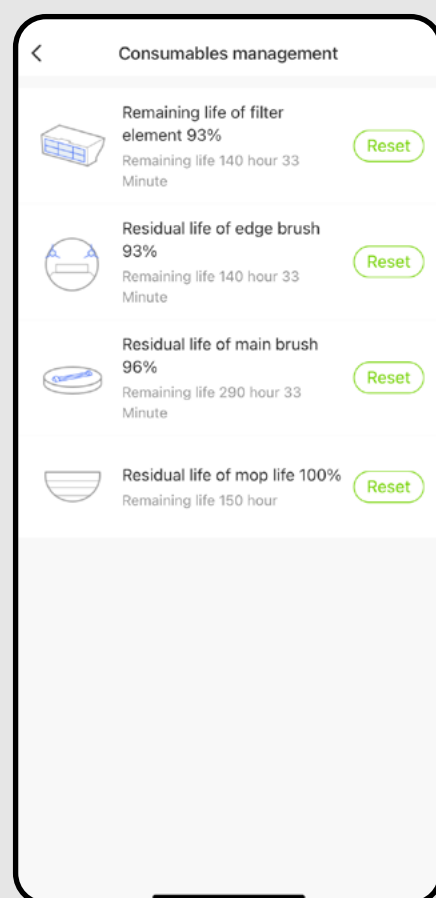 Consumables management
Remaining life of filter
element 93%
Remaining life 140 hour 33
Minute
Reset
Residual life of edge brush
93%
Remaining life 140 hour 33
Minute
Reset
Residual life of main brush
96%
Remaining life 290 hour 33
Minute
Reset
Residual life of mop life 100%
Remaining life 150 hour
Reset